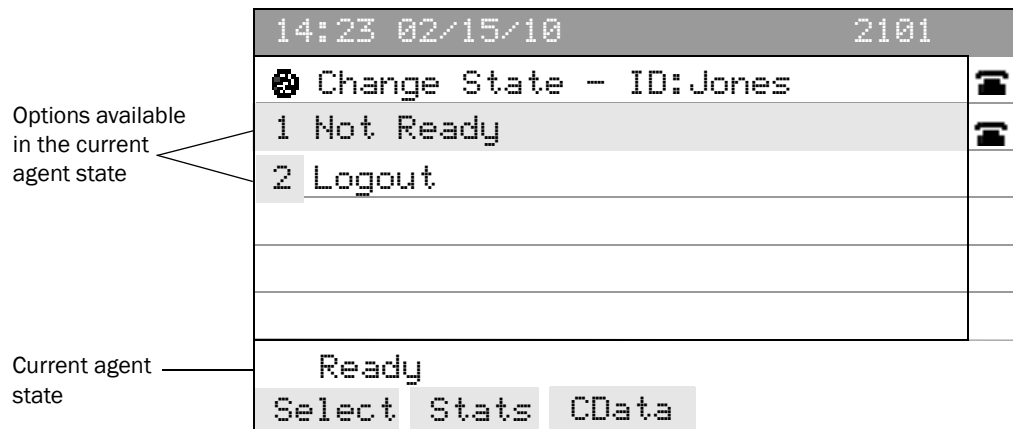 14:23 02/15/10 2101
Change State - ID:Jones
1 Not Ready
2 Logout
Options available
in the current
agent state
Ready
Current agent
state
Select Stats CData